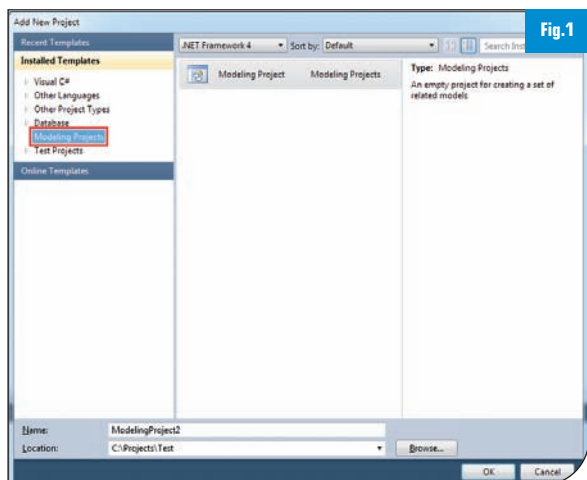 Add New Project
Fig.1
Recent Templates
.NET Framework 4
Sort by: Default
Search Inst
Installed Templates
Visual C#
Other Languages
Other Project Types
Database
Modeling Projects
Test Projects
Online Templates
Modeling Project
Modeling Projects
Type: Modeling Projects
An empty project for creating a set of
related models
Name:
ModelingProject2
Location:
C:\Projects\Test
Browse...
OK
Cancel